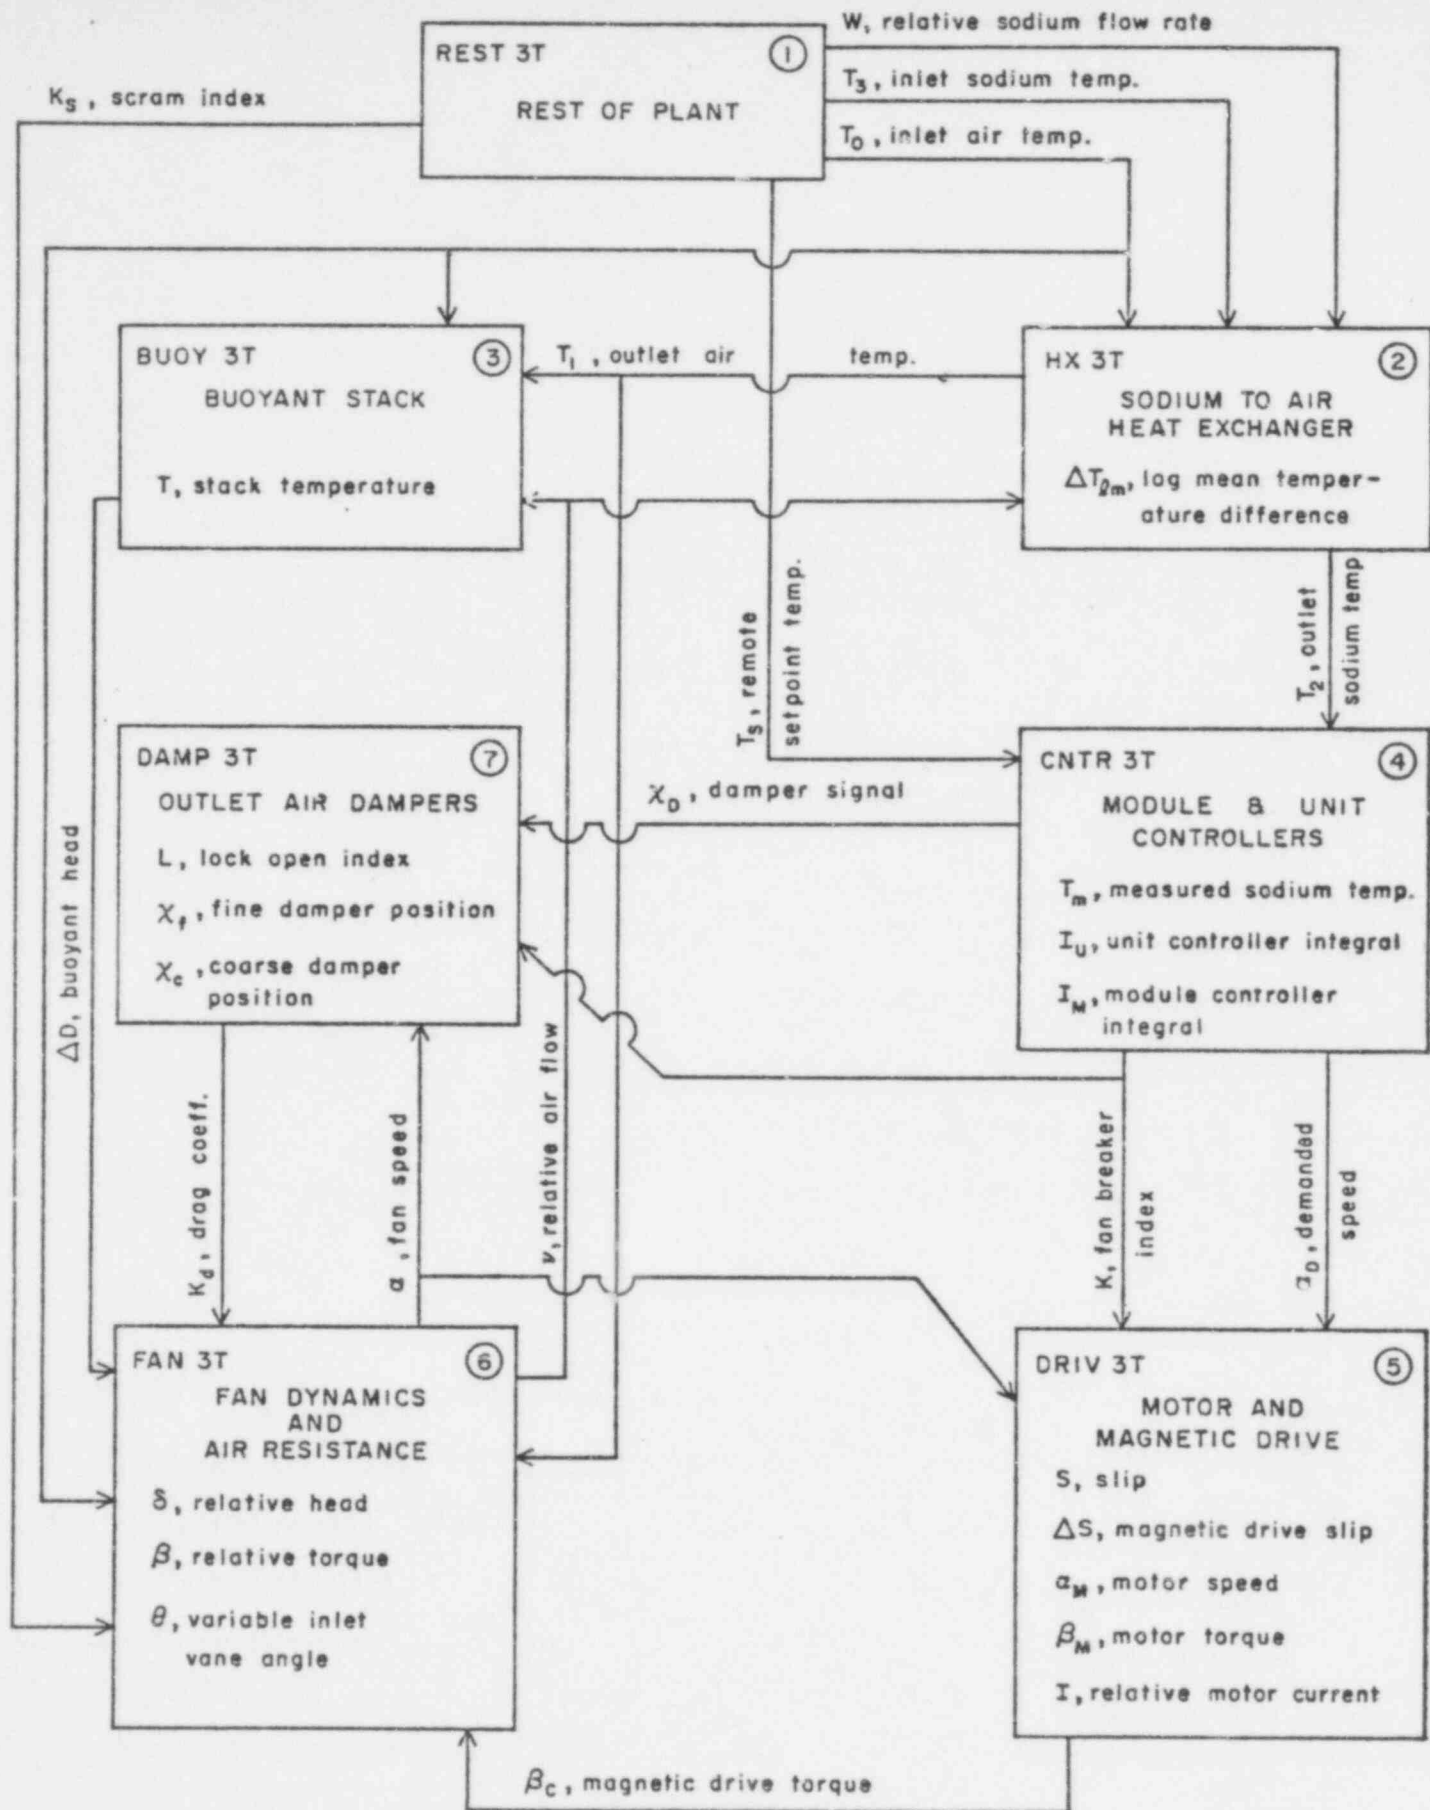 W, relative sodium flow rate
REST 3T
1
T₃, inlet sodium temp.
K_S, scram index
REST OF PLANT
T₀, inlet air temp.
BUOY 3T
3
T₁, outlet air temp.
HX 3T
2
BUOYANT STACK
SODIUM TO AIR
HEAT EXCHANGER
T, stack temperature
ΔT_ℓm, log mean temper-
ature difference
T_S, remote
setpoint temp.
T₂, outlet
sodium temp
DAMP 3T
7
CNTR 3T
4
χ_D, damper signal
OUTLET AIR DAMPERS
MODULE & UNIT
CONTROLLERS
L, lock open index
T_m, measured sodium temp.
χ_f, fine damper position
I_U, unit controller integral
χ_c, coarse damper
position
I_M, module controller
integral
ΔD, buoyant head
K_d, drag coeff.
α, fan speed
ν, relative air flow
K, fan breaker
index
α_D, demanded
speed
FAN 3T
6
DRIV 3T
5
FAN DYNAMICS
AND
AIR RESISTANCE
MOTOR AND
MAGNETIC DRIVE
S, slip
δ, relative head
ΔS, magnetic drive slip
β, relative torque
α_M, motor speed
θ, variable inlet
vane angle
β_M, motor torque
I, relative motor current
β_C, magnetic drive torque